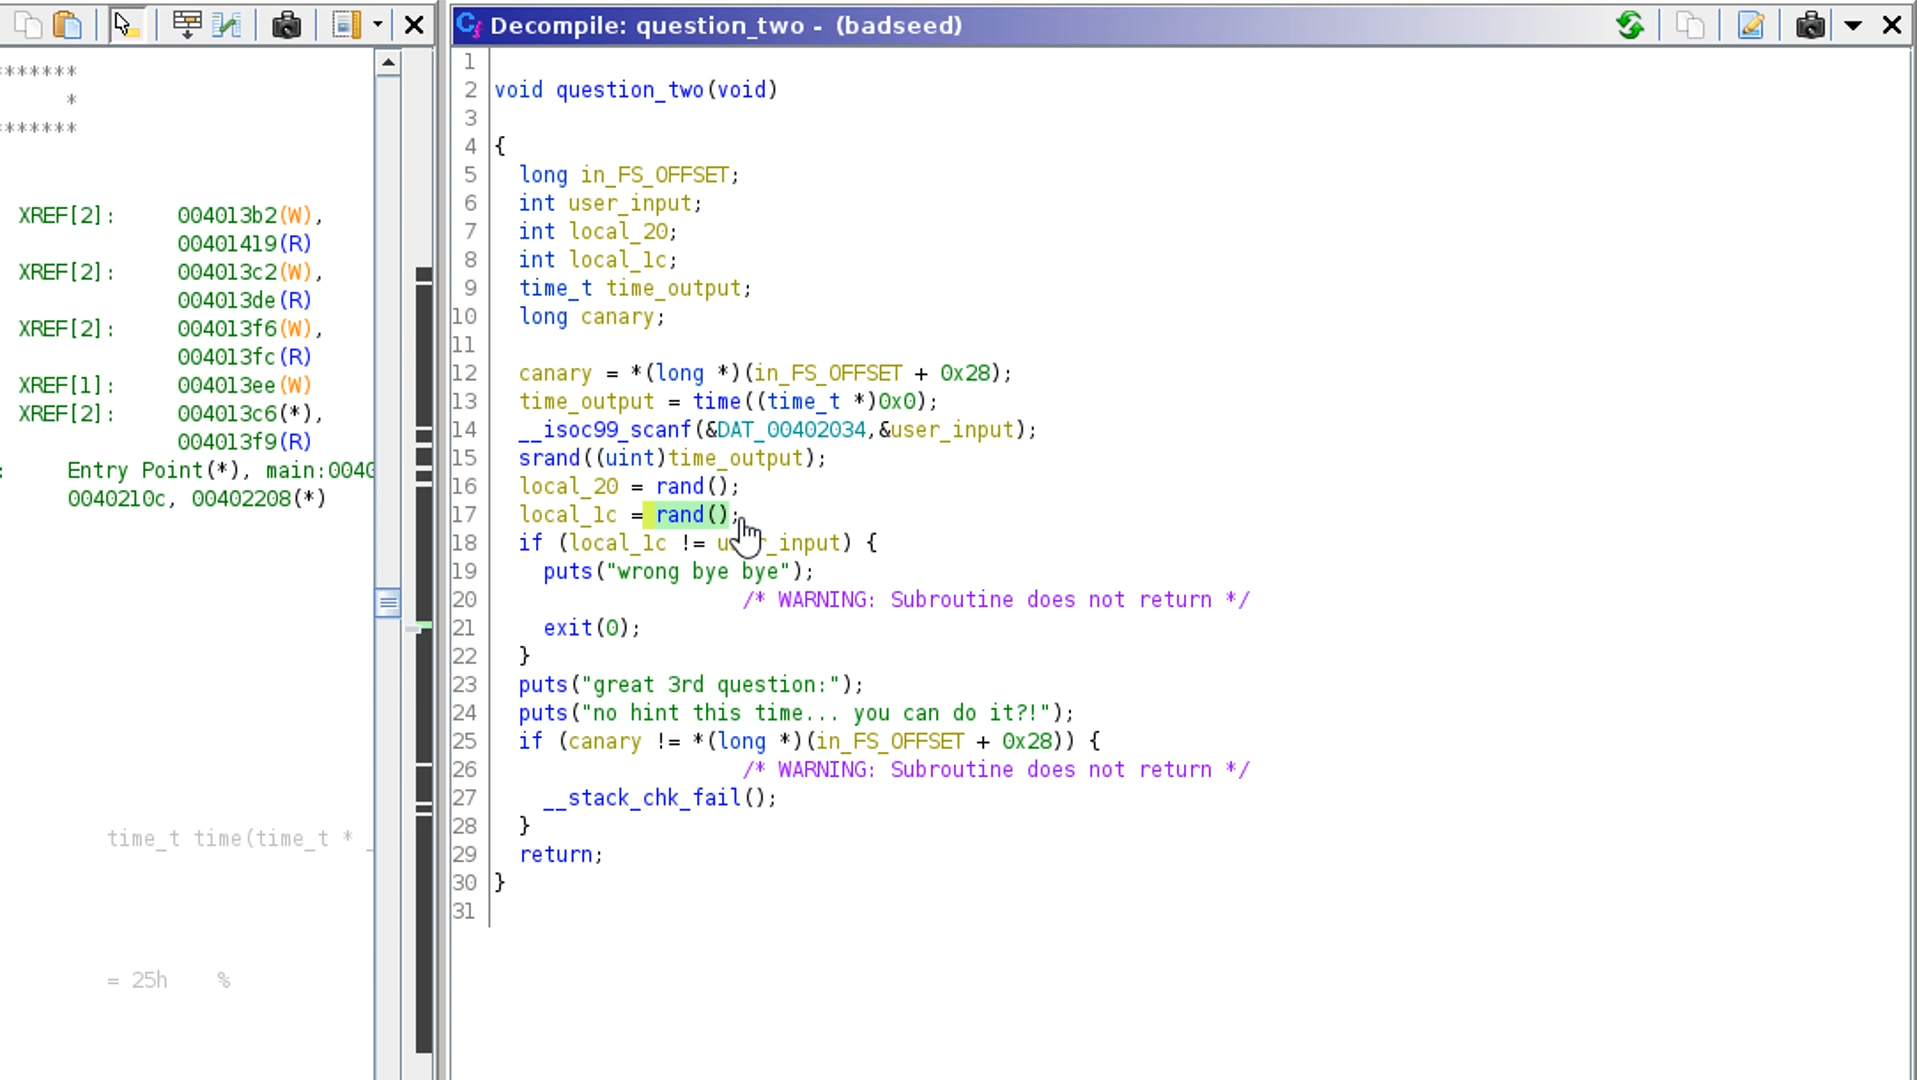 *******
*
*******
XREF[2]: 004013b2(W),
00401419(R)
XREF[2]: 004013c2(W),
004013de(R)
XREF[2]: 004013f6(W),
004013fc(R)
XREF[1]: 004013ee(W)
XREF[2]: 004013c6(*),
004013f9(R)
: Entry Point(*), main:0040
0040210c, 00402208(*)
time_t time(time_t * _
= 25h %
Decompile: question_two - (badseed)
1
2 void question_two(void)
3
4 {
5 long in_FS_OFFSET;
6 int user_input;
7 int local_20;
8 int local_1c;
9 time_t time_output;
10 long canary;
11
12 canary = *(long *)(in_FS_OFFSET + 0x28);
13 time_output = time((time_t *)0x0);
14 __isoc99_scanf(&DAT_00402034,&user_input);
15 srand((uint)time_output);
16 local_20 = rand();
17 local_1c = rand();
18 if (local_1c != user_input) {
19 puts("wrong bye bye");
20 /* WARNING: Subroutine does not return */
21 exit(0);
22 }
23 puts("great 3rd question:");
24 puts("no hint this time... you can do it?!");
25 if (canary != *(long *)(in_FS_OFFSET + 0x28)) {
26 /* WARNING: Subroutine does not return */
27 __stack_chk_fail();
28 }
29 return;
30 }
31